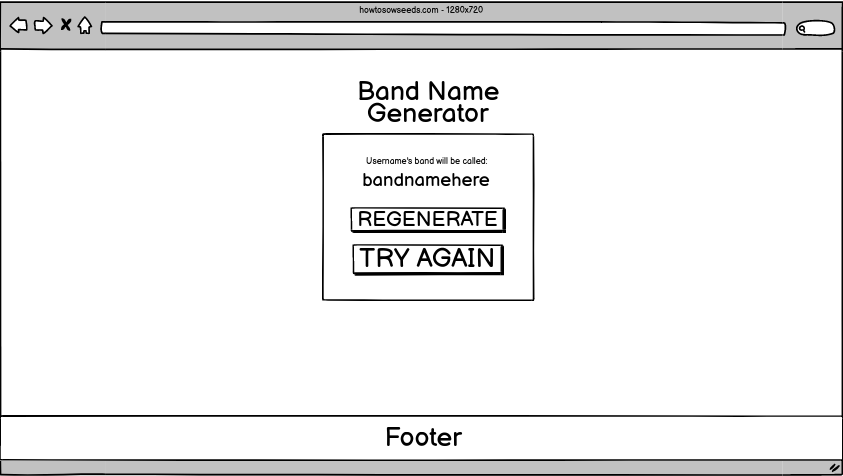 howtosowseeds.com - 1280x720
Band Name
Generator
Username's band will be called:
bandnamehere
REGENERATE
TRY AGAIN
Footer